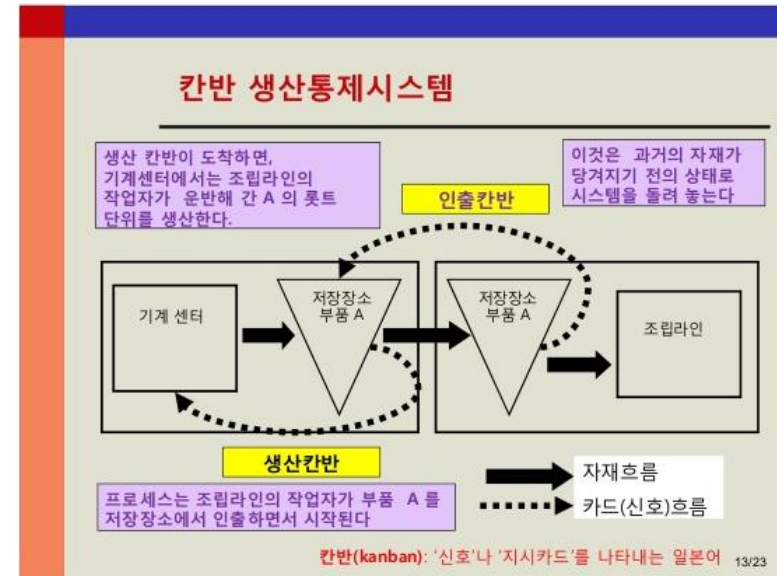 칸반 생산통제시스템
생산 칸반이 도착하면,
기계센터에서는 조립라인의
작업자가 운반해 간 A 의 롯트
단위를 생산한다.
이것은 과거의 자재가
당겨지기 전의 상태로
시스템을 돌려 놓는다
인출칸반
기계 센터
저장장소
부품 A
저장장소
부품 A
조립라인
생산칸반
프로세스는 조립라인의 작업자가 부품 A 를
저장장소에서 인출하면서 시작된다
자재흐름
카드(신호)흐름
칸반(kanban): '신호'나 '지시카드'를 나타내는 일본어
13/23